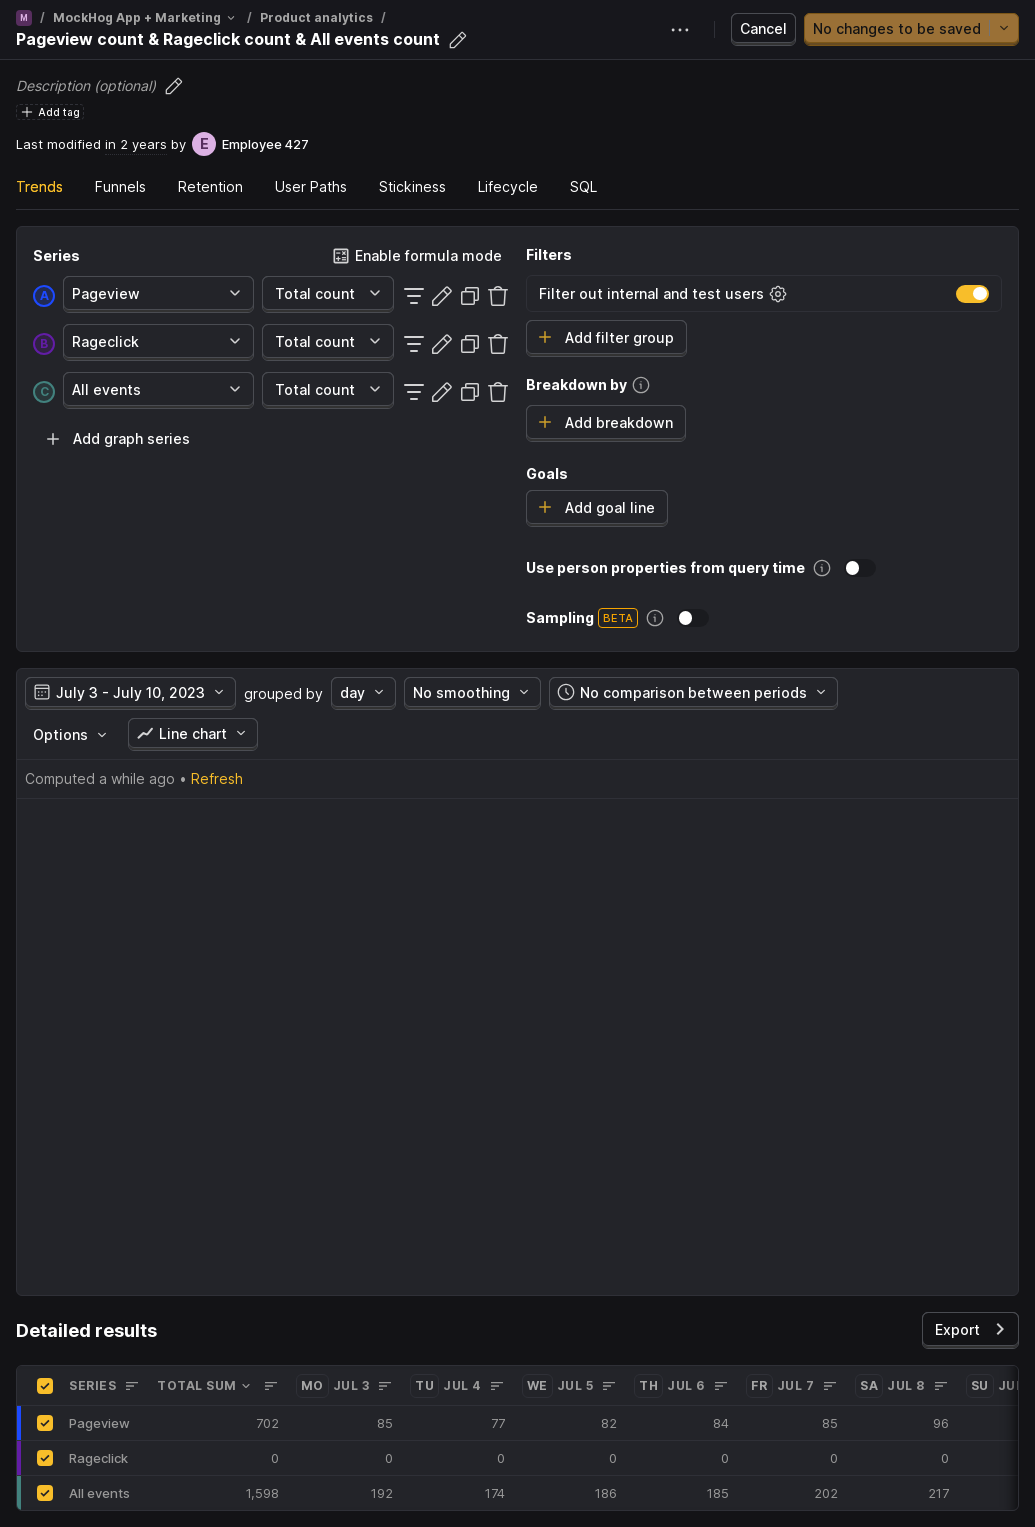 M / MockHog App + Marketing / Product analytics /
Pageview count & Rageclick count & All events count
Cancel
No changes to be saved
Description (optional)
Add tag
Last modified in 2 years by E Employee 427
Trends Funnels Retention User Paths Stickiness Lifecycle SQL
Series
Enable formula mode
A Pageview Total count
B Rageclick Total count
C All events Total count
Add graph series
Filters
Filter out internal and test users
Add filter group
Breakdown by
Add breakdown
Goals
Add goal line
Use person properties from query time
Sampling BETA
July 3 - July 10, 2023 grouped by day No smoothing No comparison between periods
Options Line chart
Computed a while ago • Refresh
Detailed results
Export
SERIES TOTAL SUM MO JUL 3 TU JUL 4 WE JUL 5 TH JUL 6 FR JUL 7 SA JUL 8 SU
Pageview 702 85 77 82 84 85 96
Rageclick 0 0 0 0 0 0 0
All events 1,598 192 174 186 185 202 217